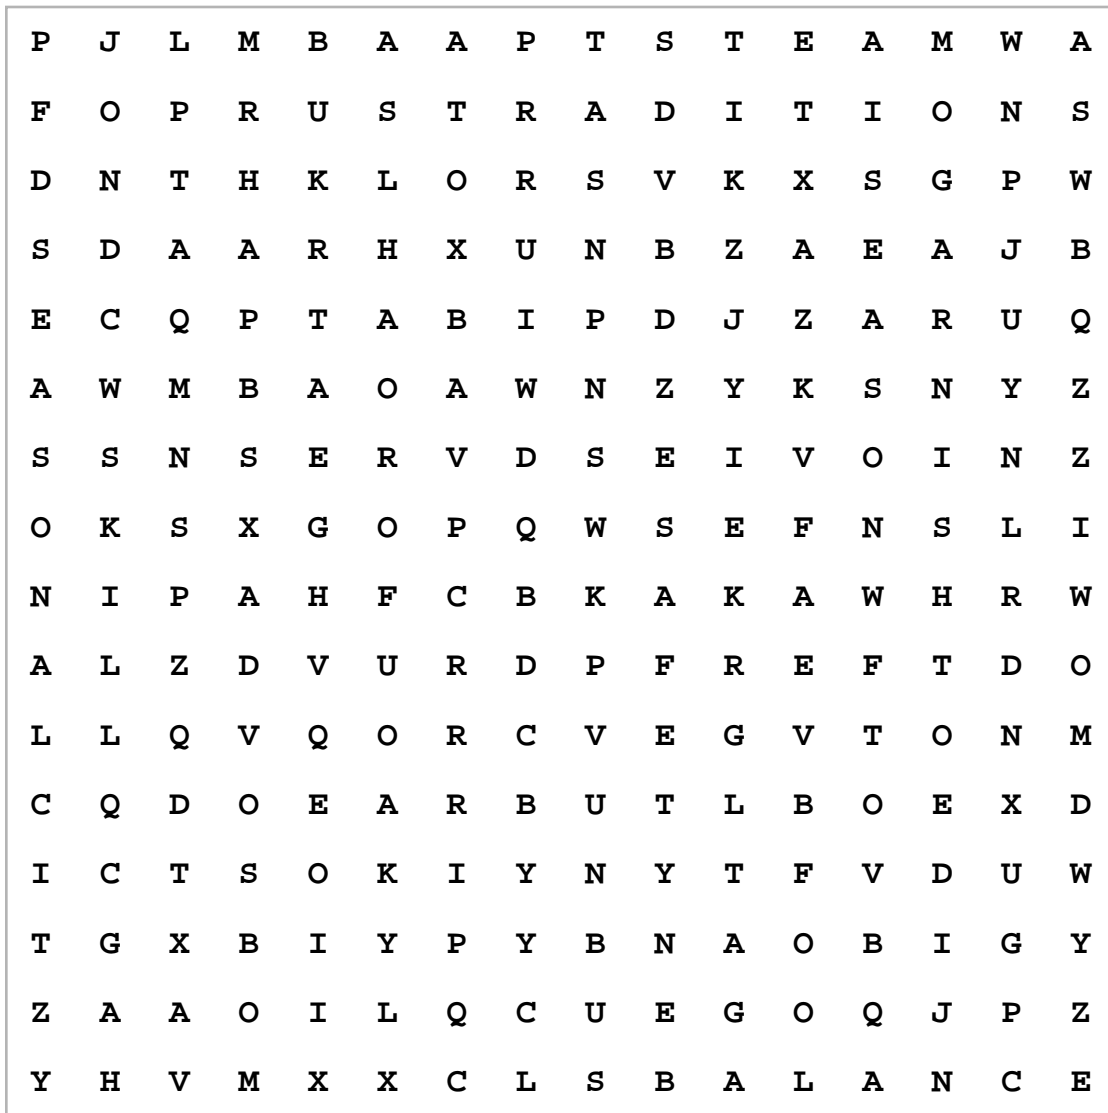 P J L M B A A P T S T E A M W A
F O P R U S T R A D I T I O N S
D N T H K L O R S V K X S G P W
S D A A R H X U N B Z A E A J B
E C Q P T A B I P D J Z A R U Q
A W M B A O A W N Z Y K S N Y Z
S S N S E R V D S E I V O I N Z
O K S X G O P Q W S E F N S L I
N I P A H F C B K A K A W H R W
A L Z D V U R D P F R E F T D O
L L Q V Q O R C V E G V T O N M
C Q D O E A R B U T L B O E X D
I C T S O K I Y N Y T F V D U W
T G X B I Y P Y B N A O B I G Y
Z A A O I L Q C U E G O Q J P Z
Y H V M X X C L S B A L A N C E